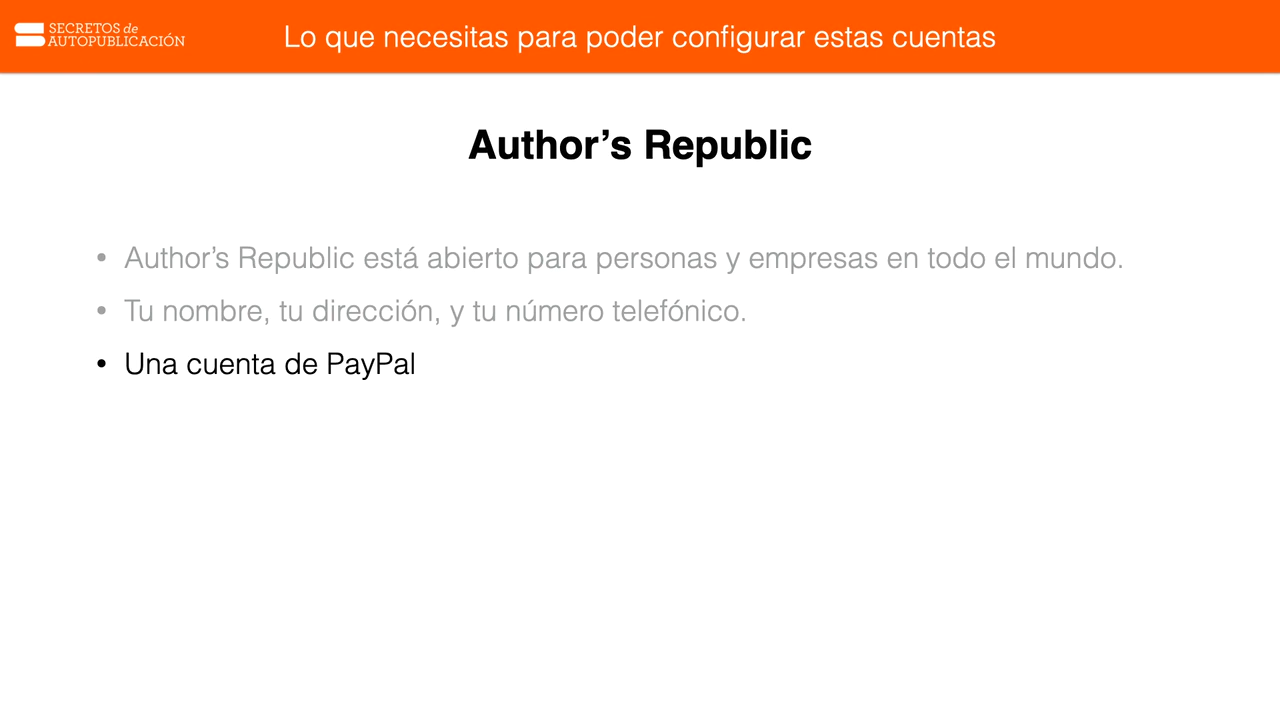 SECRETOS de
AUTOPUBLICACIÓN
Lo que necesitas para poder configurar estas cuentas
Author’s Republic
• Author’s Republic está abierto para personas y empresas en todo el mundo.
• Tu nombre, tu dirección, y tu número telefónico.
• Una cuenta de PayPal